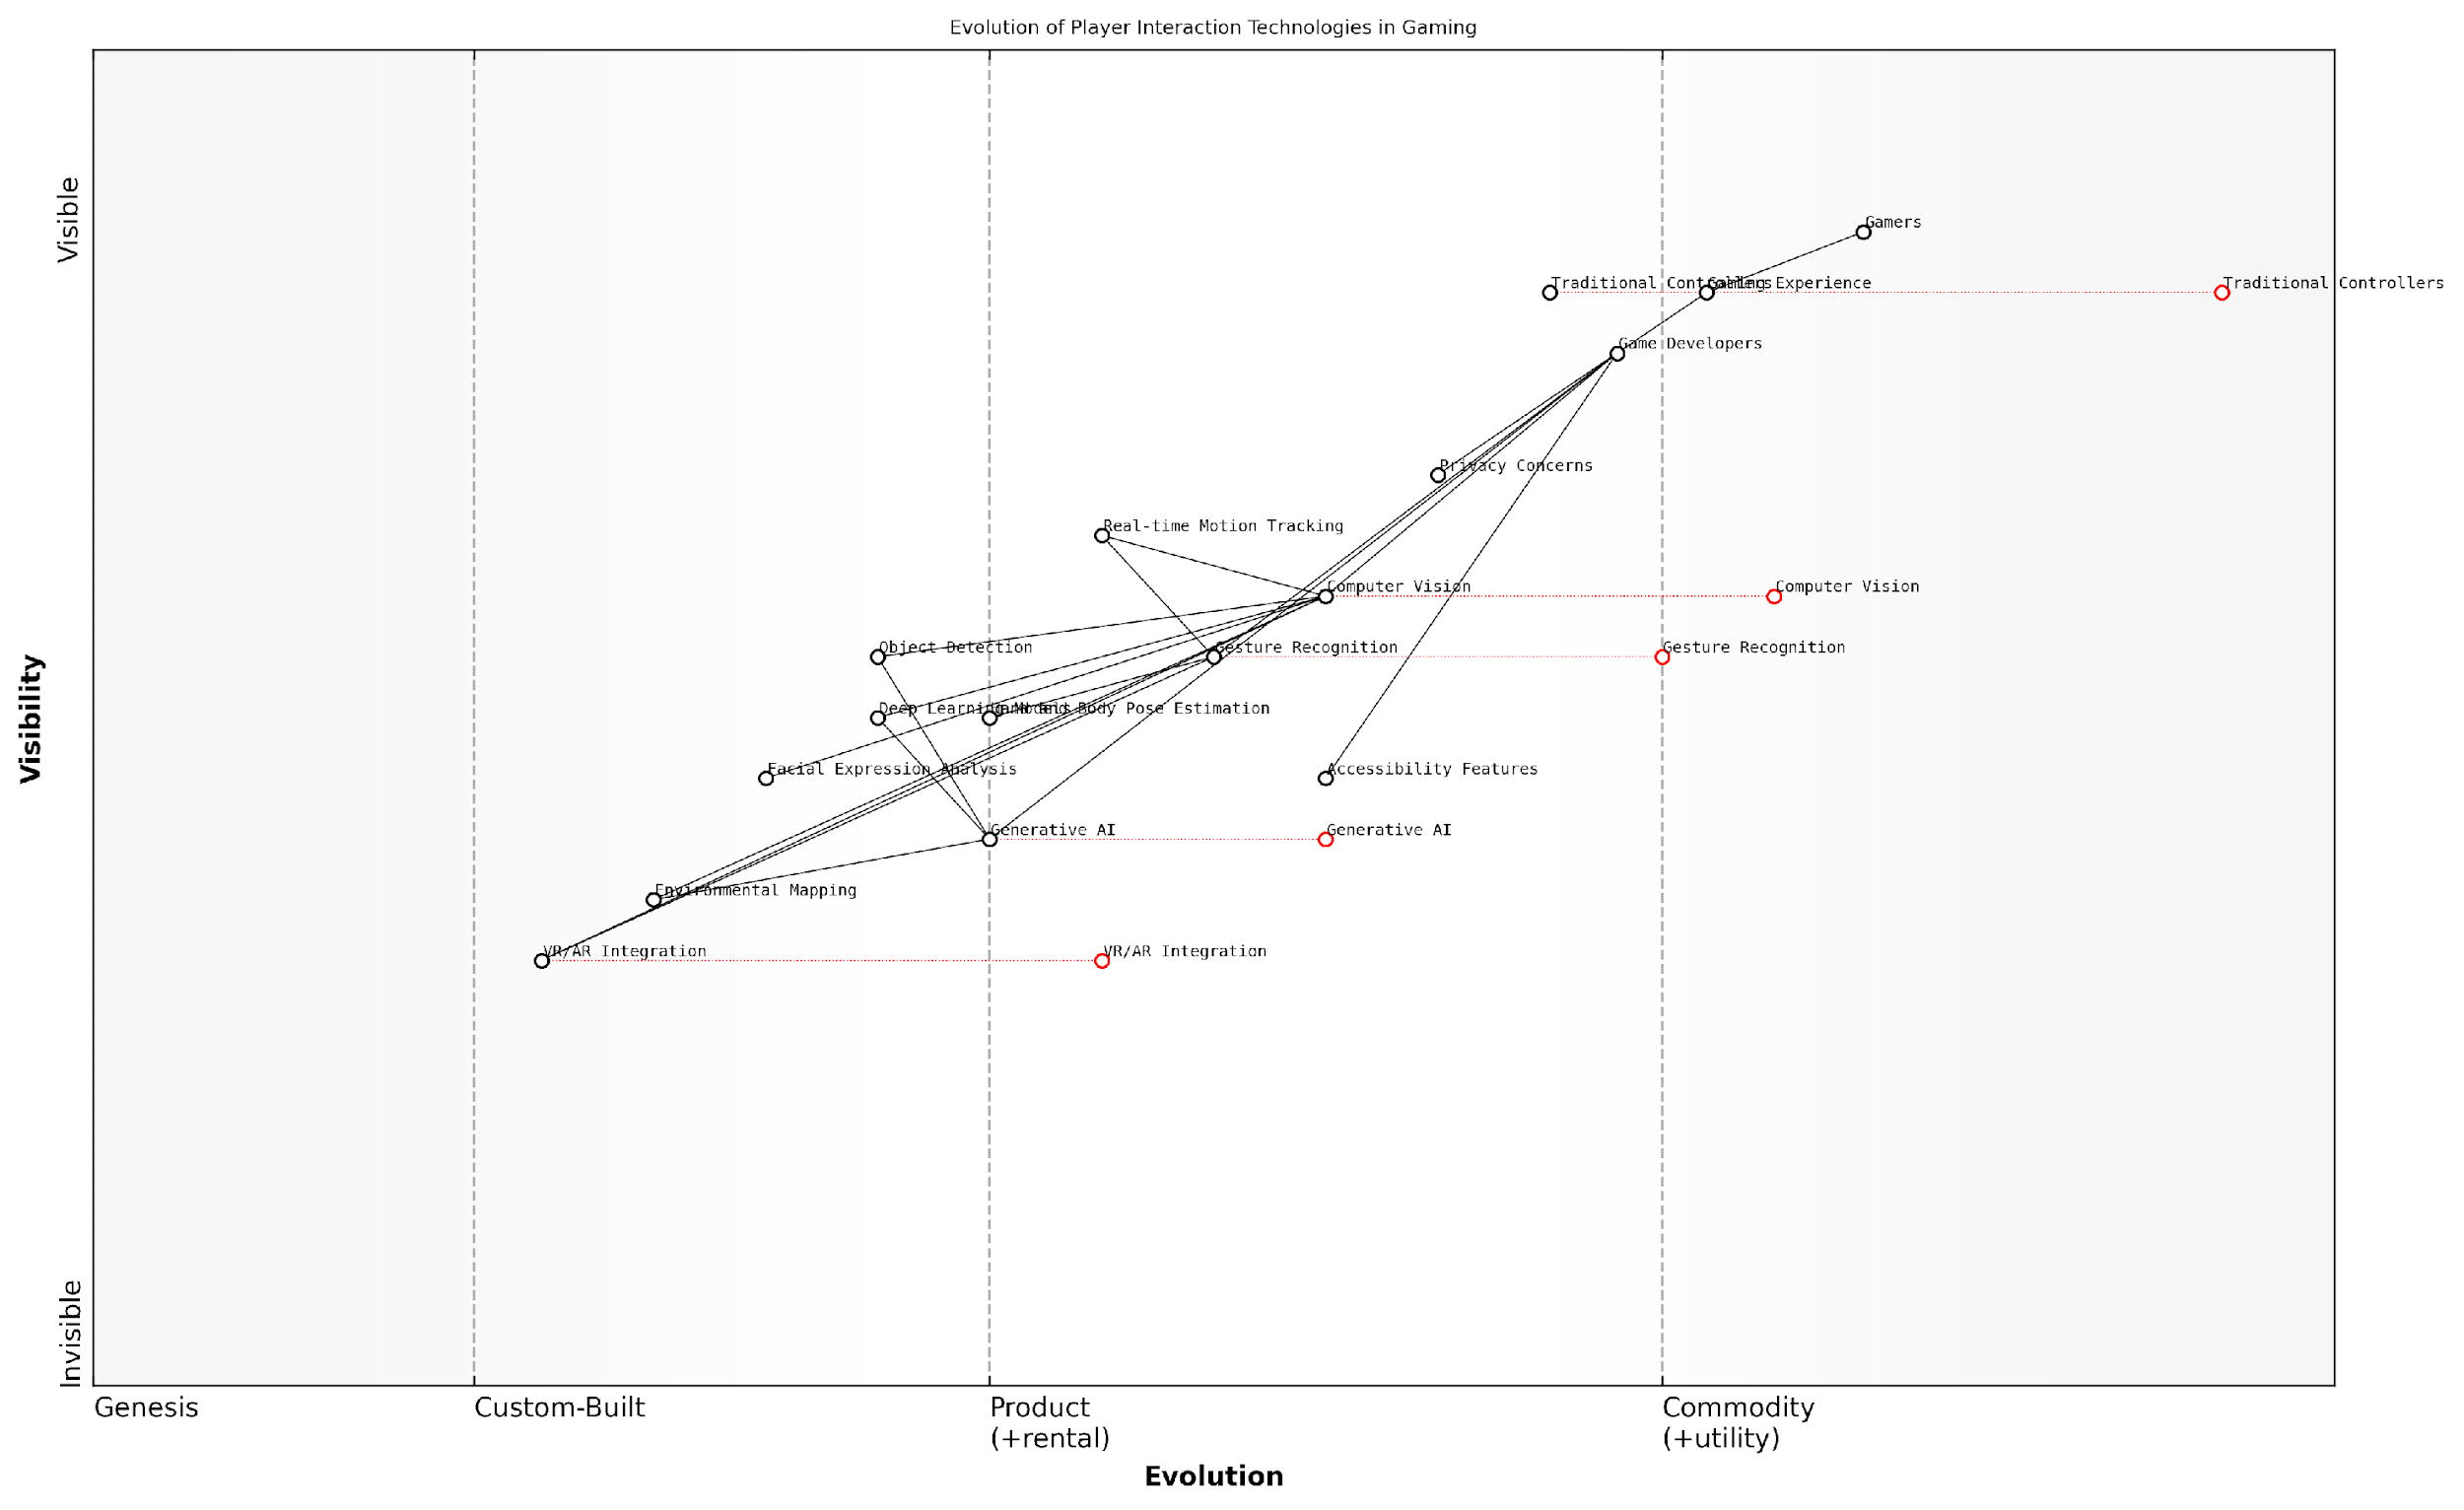 Evolution of Player Interaction Technologies in Gaming
Visible
Gamers
Traditional Controllers
Gaming Experience
Traditional Controllers
Game Developers
Privacy Concerns
Real-time Motion Tracking
Computer Vision
Computer Vision
Visibility
Object Detection
Gesture Recognition
Gesture Recognition
Deep Learning Models
Hand and Body Pose Estimation
Facial Expression Analysis
Accessibility Features
Generative AI
Generative AI
Environmental Mapping
VR/AR Integration
VR/AR Integration
Invisible
Genesis
Custom-Built
Product
(+rental)
Commodity
(+utility)
Evolution